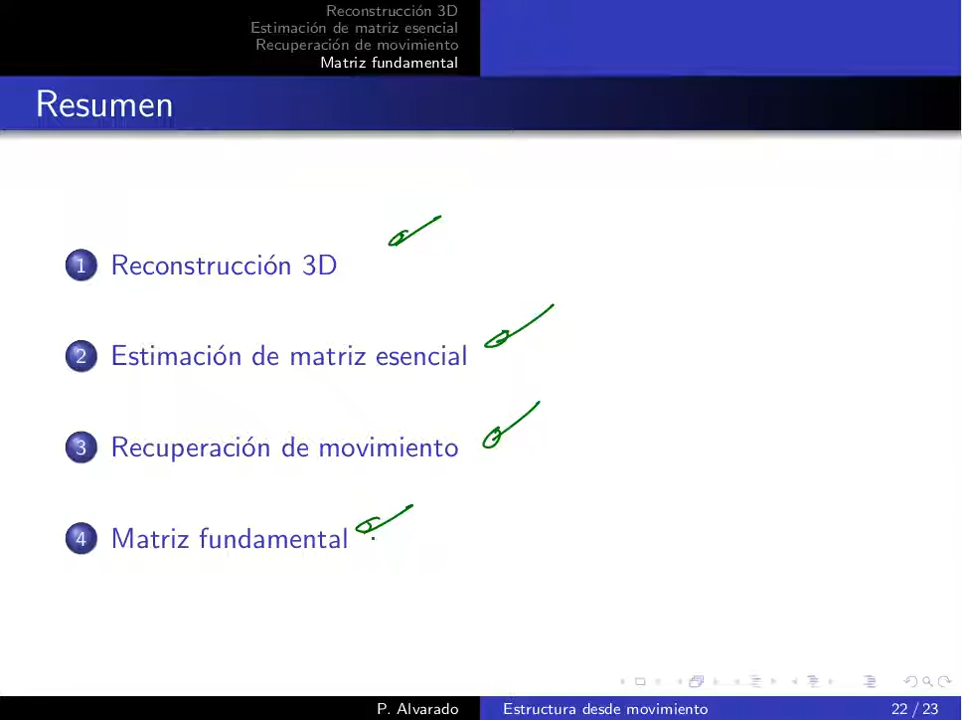 Reconstrucción 3D
Estimación de matriz esencial
Recuperación de movimiento
Matriz fundamental
Resumen
1 Reconstrucción 3D
2 Estimación de matriz esencial
3 Recuperación de movimiento
4 Matriz fundamental
P. Alvarado Estructura desde movimiento 22 / 23